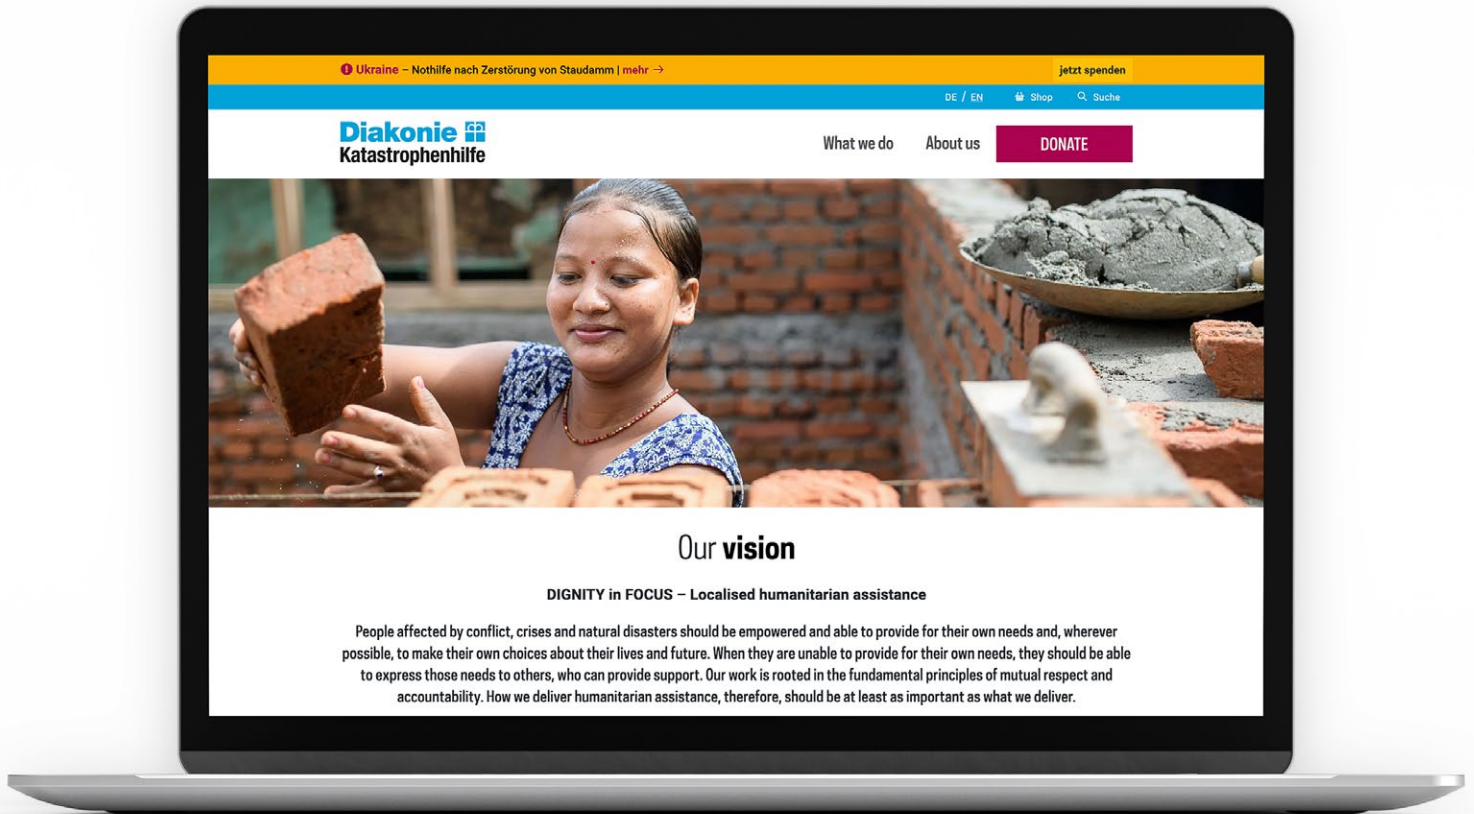 Ukraine – Nothilfe nach Zerstörung von Staudamm | mehr →
jetzt spenden
DE / EN Shop Suche
Diakonie
Katastrophenhilfe
What we do About us DONATE
Our vision
DIGNITY in FOCUS – Localised humanitarian assistance
People affected by conflict, crises and natural disasters should be empowered and able to provide for their own needs and, wherever
possible, to make their own choices about their lives and future. When they are unable to provide for their own needs, they should be able
to express those needs to others, who can provide support. Our work is rooted in the fundamental principles of mutual respect and
accountability. How we deliver humanitarian assistance, therefore, should be at least as important as what we deliver.